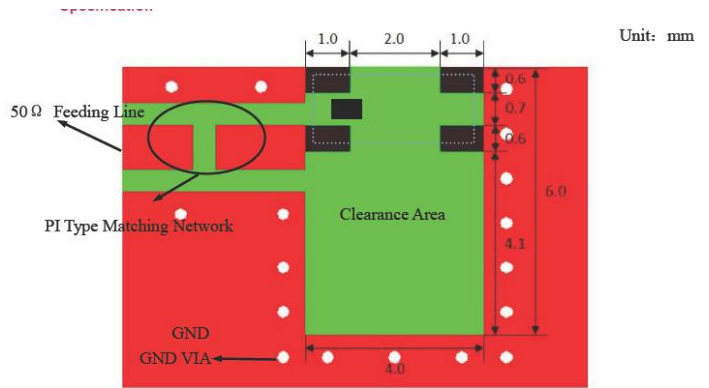 Specification
1.0 2.0 1.0
Unit: mm
0.6
0.7
0.6
50Ω Feeding Line
6.0
PI Type Matching Network
Clearance Area
4.1
GND
GND VIA
4.0